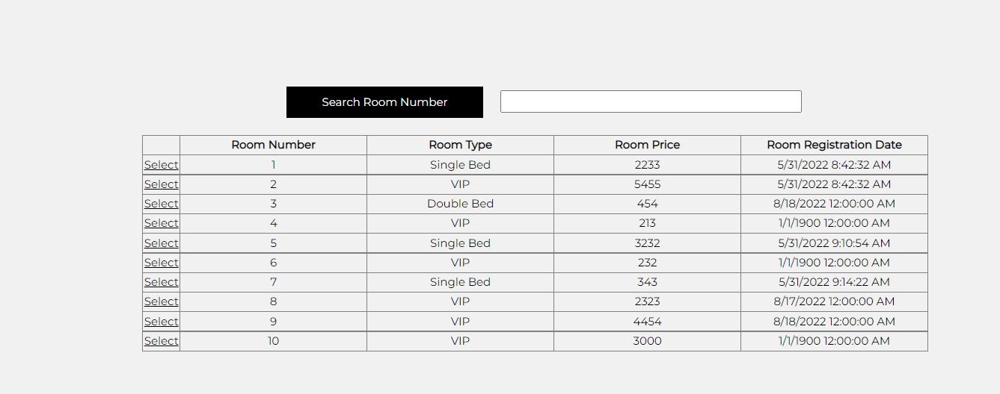 Search Room Number
Room Number Room Type Room Price Room Registration Date
Select 1 Single Bed 2233 5/31/2022 8:42:32 AM
Select 2 VIP 5455 5/31/2022 8:42:32 AM
Select 3 Double Bed 454 8/18/2022 12:00:00 AM
Select 4 VIP 213 1/1/1900 12:00:00 AM
Select 5 Single Bed 3232 5/31/2022 9:10:54 AM
Select 6 VIP 232 1/1/1900 12:00:00 AM
Select 7 Single Bed 343 5/31/2022 9:14:22 AM
Select 8 VIP 2323 8/17/2022 12:00:00 AM
Select 9 VIP 4454 8/18/2022 12:00:00 AM
Select 10 VIP 3000 1/1/1900 12:00:00 AM